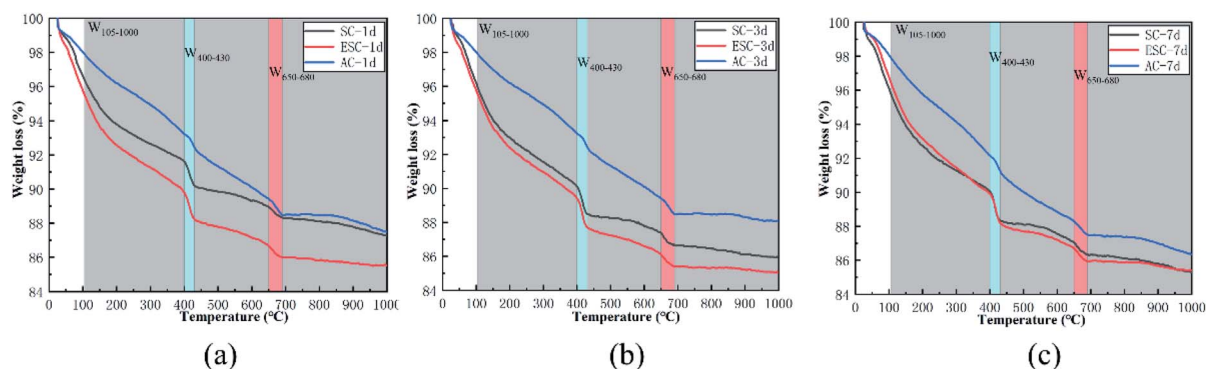 100
98
96
94
92
90
88
86
84
Weight loss (%)
W105-1000
W400-430
W650-680
SC-1d
ESC-1d
AC-1d
0 100 200 300 400 500 600 700 800 900 1000
Temperature (°C)
(a)
100
98
96
94
92
90
88
86
84
Weight loss (%)
W105-1000
W400-430
W650-680
SC-3d
ESC-3d
AC-3d
0 100 200 300 400 500 600 700 800 900 1000
Temperature (°C)
(b)
100
98
96
94
92
90
88
86
84
Weight loss (%)
W105-1000
W400-430
W650-680
SC-7d
ESC-7d
AC-7d
0 100 200 300 400 500 600 700 800 900 1000
Temperature (°C)
(c)